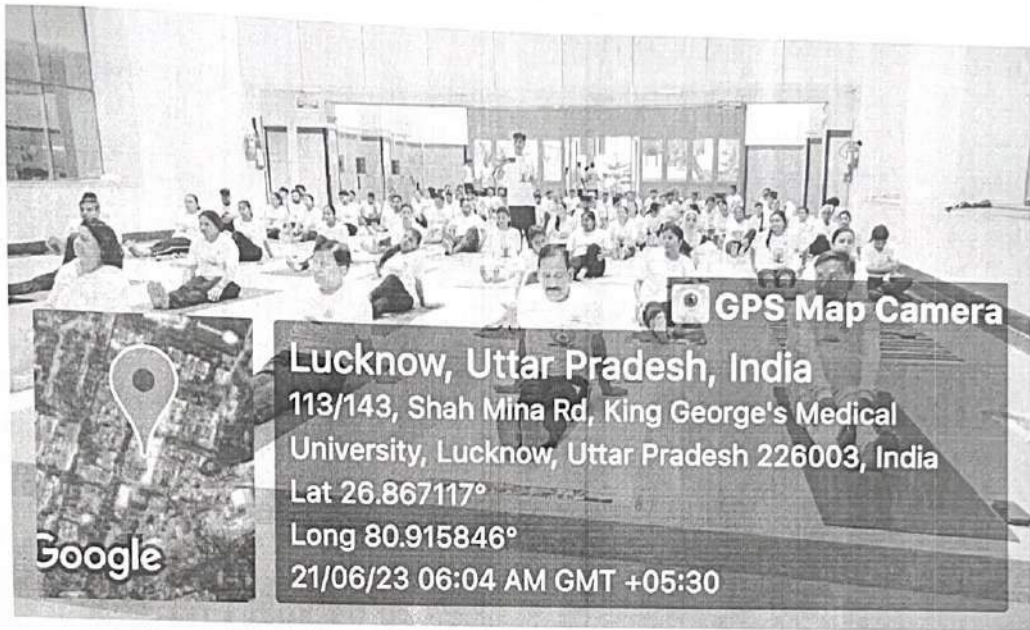 GPS Map Camera
Lucknow, Uttar Pradesh, India
113/143, Shah Mina Rd, King George's Medical
University, Lucknow, Uttar Pradesh 226003, India
Lat 26.867117°
Long 80.915846°
21/06/23 06:04 AM GMT +05:30
Google